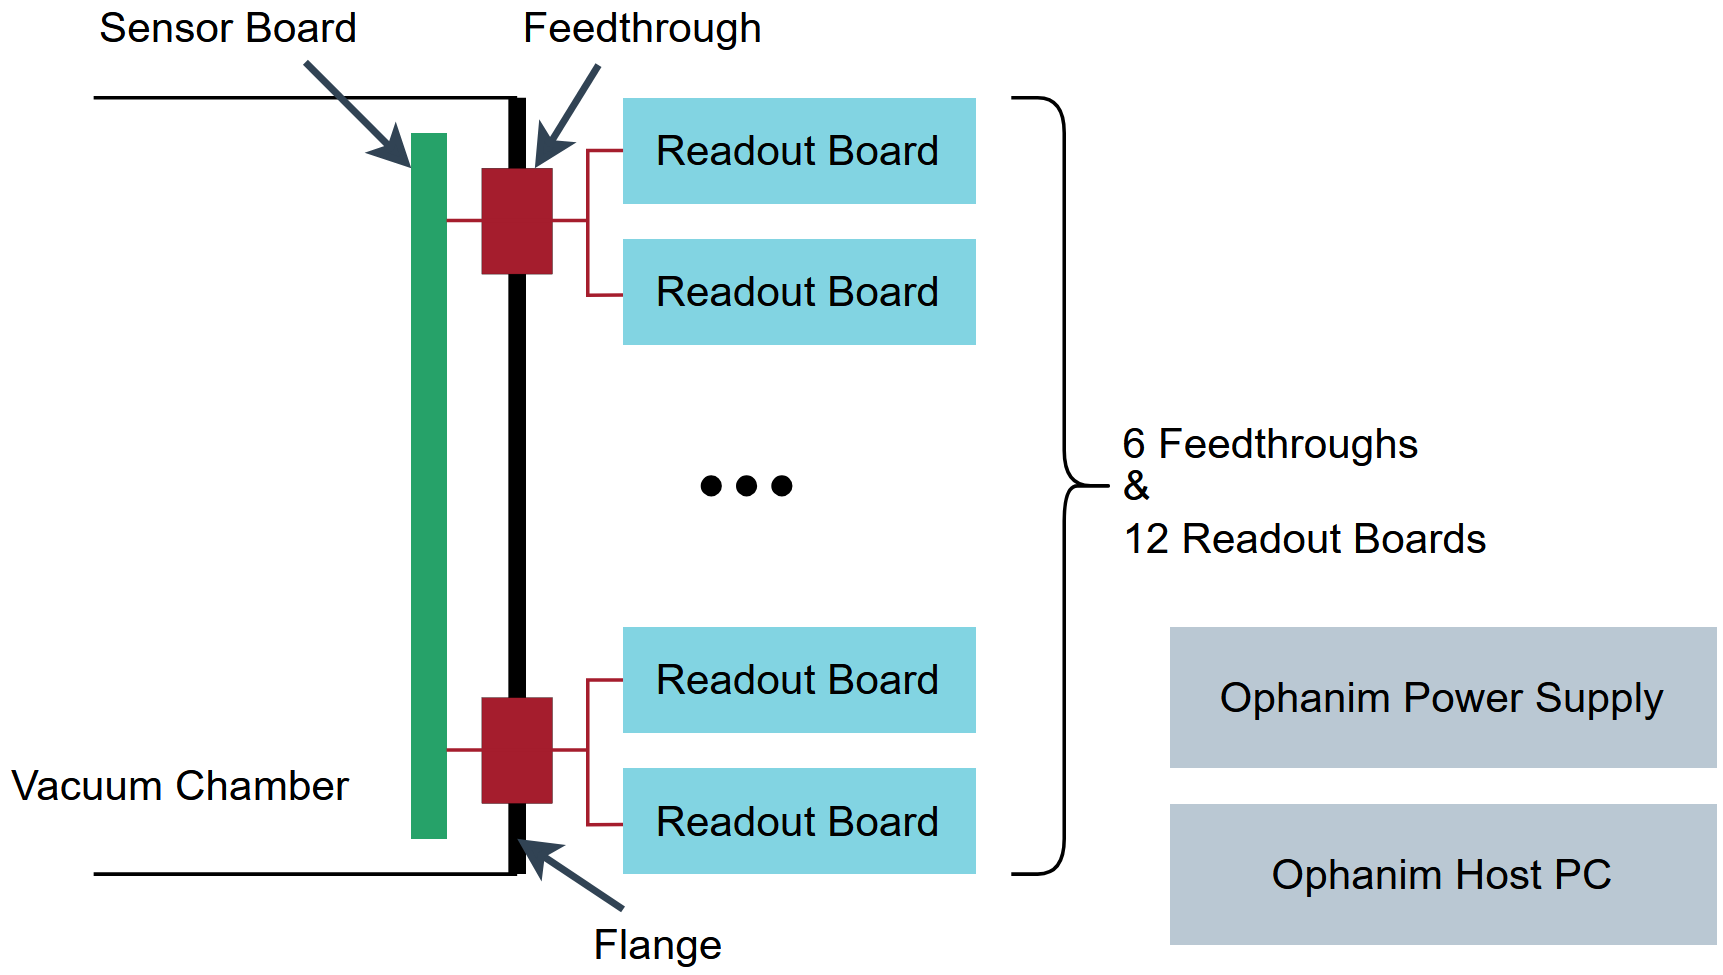 Sensor Board
Feedthrough
Readout Board
Readout Board
6 Feedthroughs
&
12 Readout Boards
Readout Board
Ophanim Power Supply
Vacuum Chamber
Readout Board
Ophanim Host PC
Flange